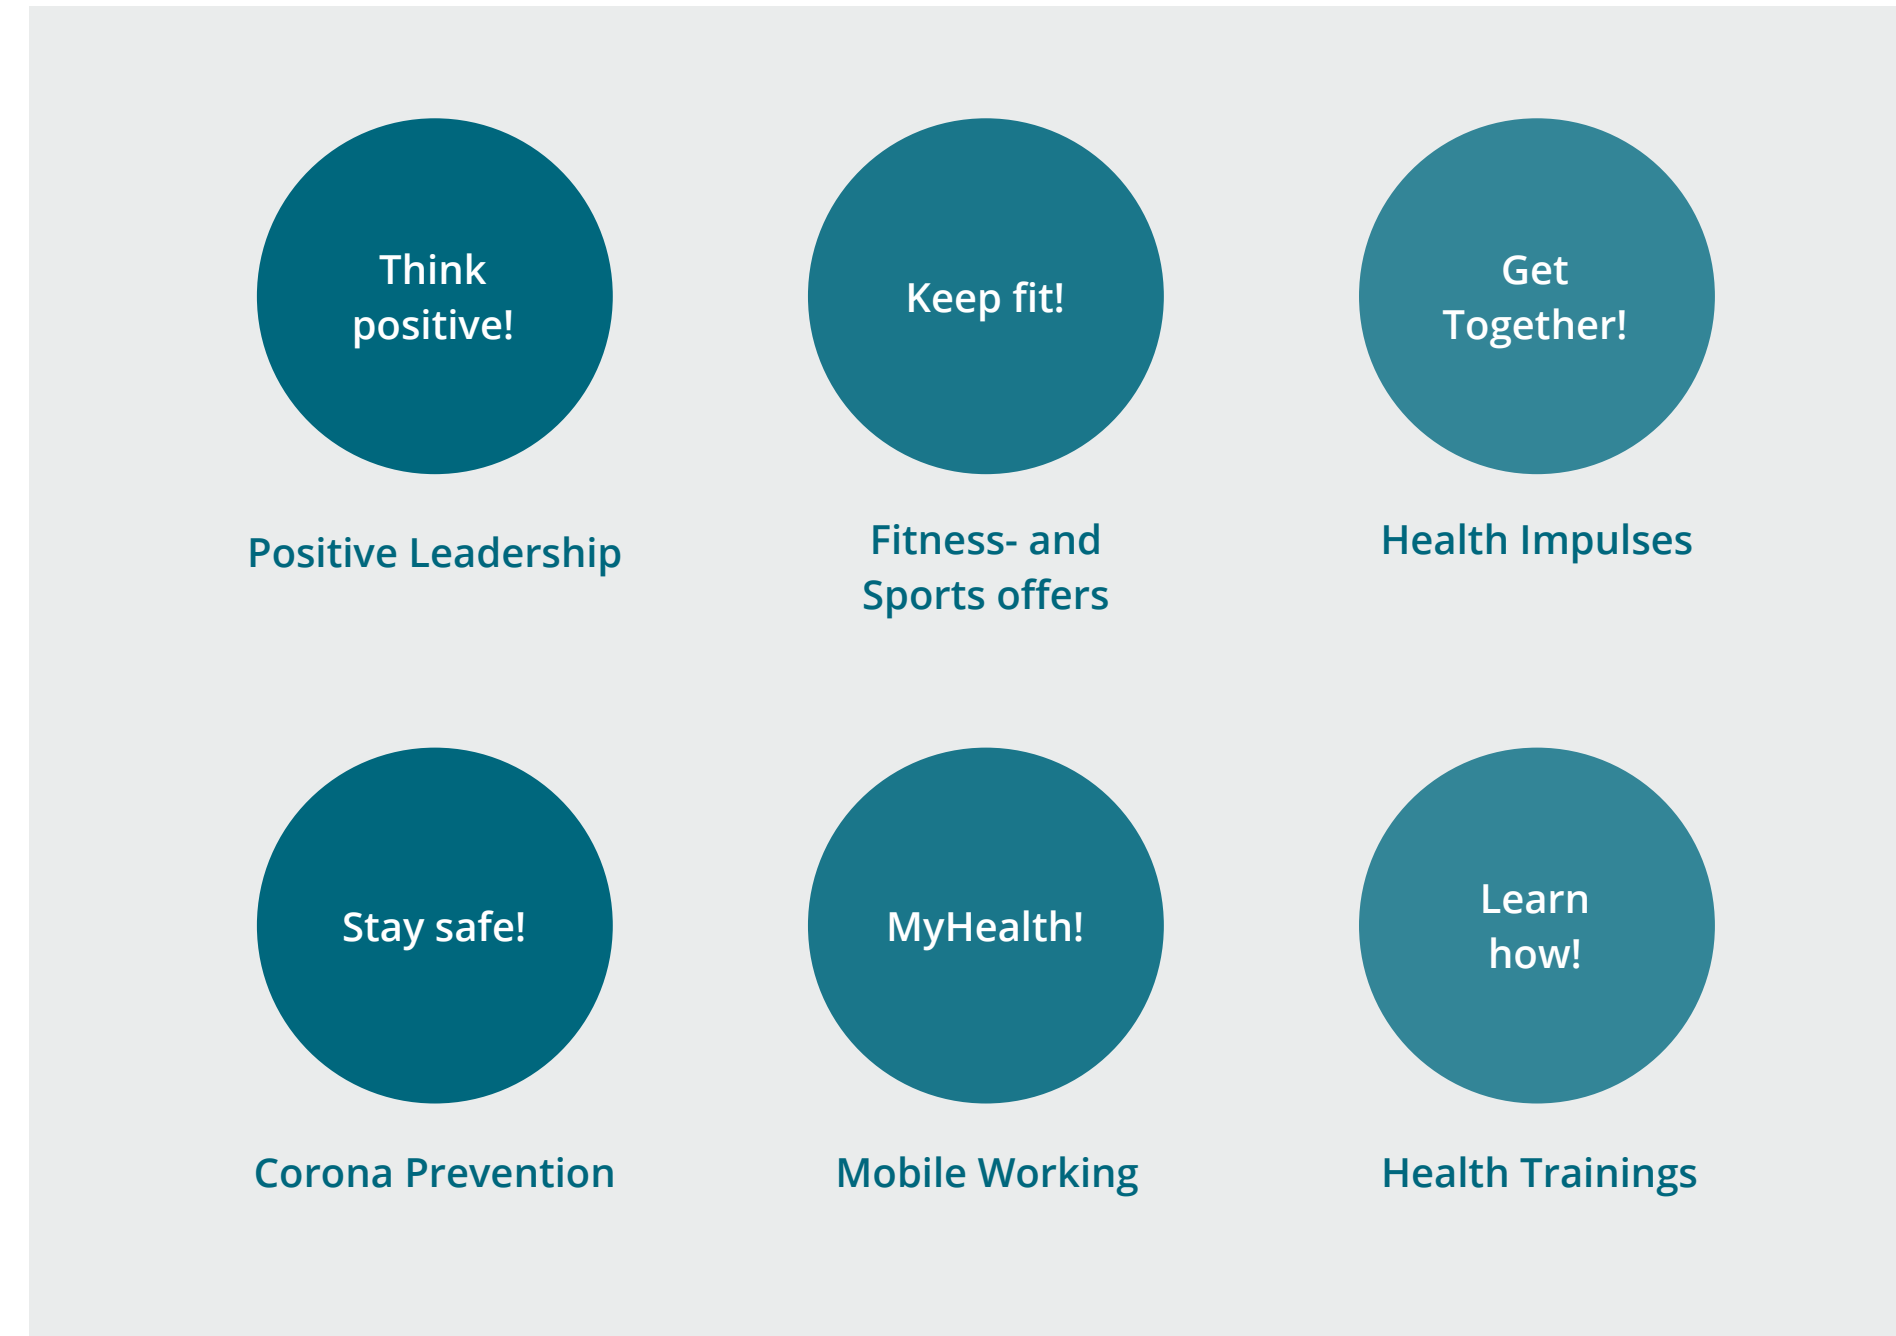 Think
positive!
Positive Leadership
Keep fit!
Fitness- and
Sports offers
Get
Together!
Health Impulses
Stay safe!
Corona Prevention
MyHealth!
Mobile Working
Learn
how!
Health Trainings